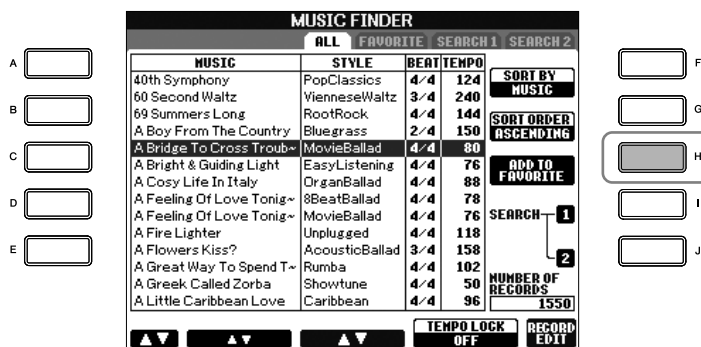 MUSIC FINDER
ALL FAVORITE SEARCH 1 SEARCH 2
MUSIC STYLE BEAT TEMPO
40th Symphony PopClassics 4/4 124
60 Second Waltz VienneseWaltz 3/4 240
69 Summers Long RootRock 4/4 144
A Boy From The Country Bluegrass 2/4 150
A Bridge To Cross Troub~ MovieBallad 4/4 80
A Bright & Guiding Light EasyListening 4/4 76
A Cosy Life In Italy OrganBallad 4/4 88
A Feeling Of Love Tonig~ 8BeatBallad 4/4 78
A Feeling Of Love Tonig~ MovieBallad 4/4 76
A Fire Lighter Unplugged 4/4 118
A Flowers Kiss? AcousticBallad 3/4 158
A Great Way To Spend T~ Rumba 4/4 102
A Greek Called Zorba Showtune 4/4 50
A Little Caribbean Love Caribbean 4/4 96
SORT BY
MUSIC
SORT ORDER
ASCENDING
ADD TO
FAVORITE
SEARCH 1
2
NUMBER OF
RECORDS
1550
TEMPO LOCK
OFF
RECORD
EDIT
A
B
C
D
E
F
G
H
I
J